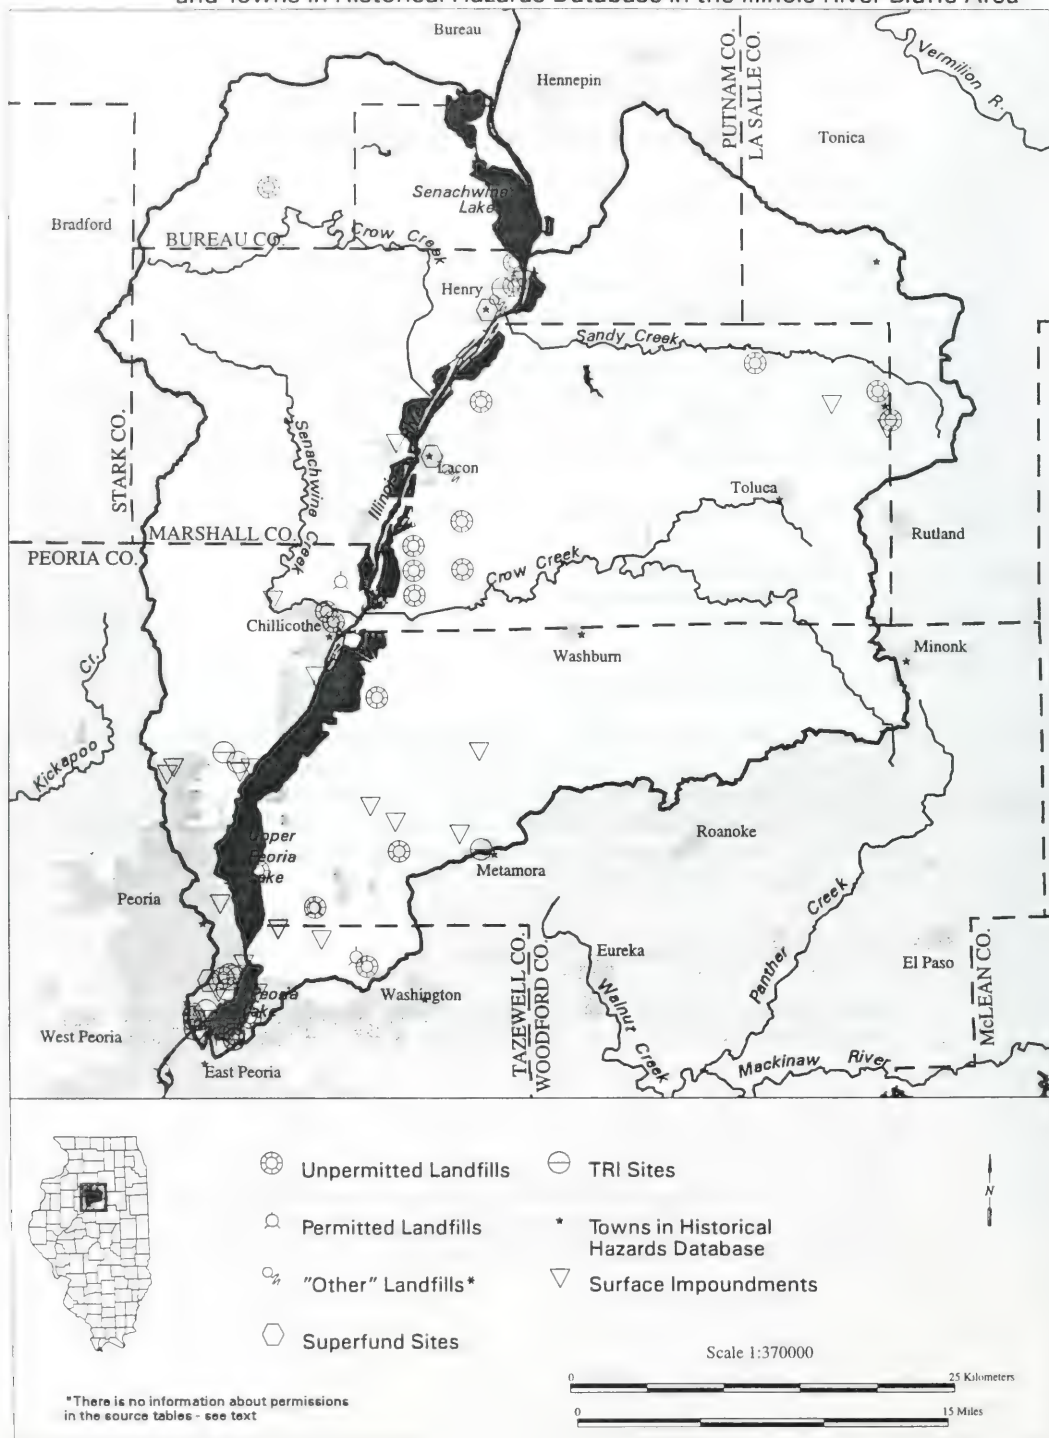 and Towns in Historical Hazards Database in the Illinois River Bluffs Area
Bureau
Hennepin
PUTNAM CO.
LA SALLE CO.
Vermilion R.
Tonica
Senachwine
Lake
Bradford
BUREAU CO.
Crow Creek
Henry
Sandy Creek
STARK CO.
Senachwine Creek
Illinois
Lacon
Toluca
Rutland
MARSHALL CO.
PEORIA CO.
Crow Creek
Chillicothe
Washburn
Minonk
Kickapoo Cr.
Upper
Peoria
Lake
Roanoke
Metamora
Peoria
Creek
Panther
TAZEWELL CO.
WOODFORD CO.
Eureka
El Paso
McLEAN CO.
Peoria
Lake
Washington
Walnut Creek
West Peoria
East Peoria
Mackinaw River
Unpermitted Landfills
TRI Sites
Permitted Landfills
Towns in Historical
Hazards Database
"Other" Landfills*
Surface Impoundments
Superfund Sites
N
Scale 1:370000
0 25 Kilometers
0 15 Miles
*There is no information about permissions
in the source tables - see text